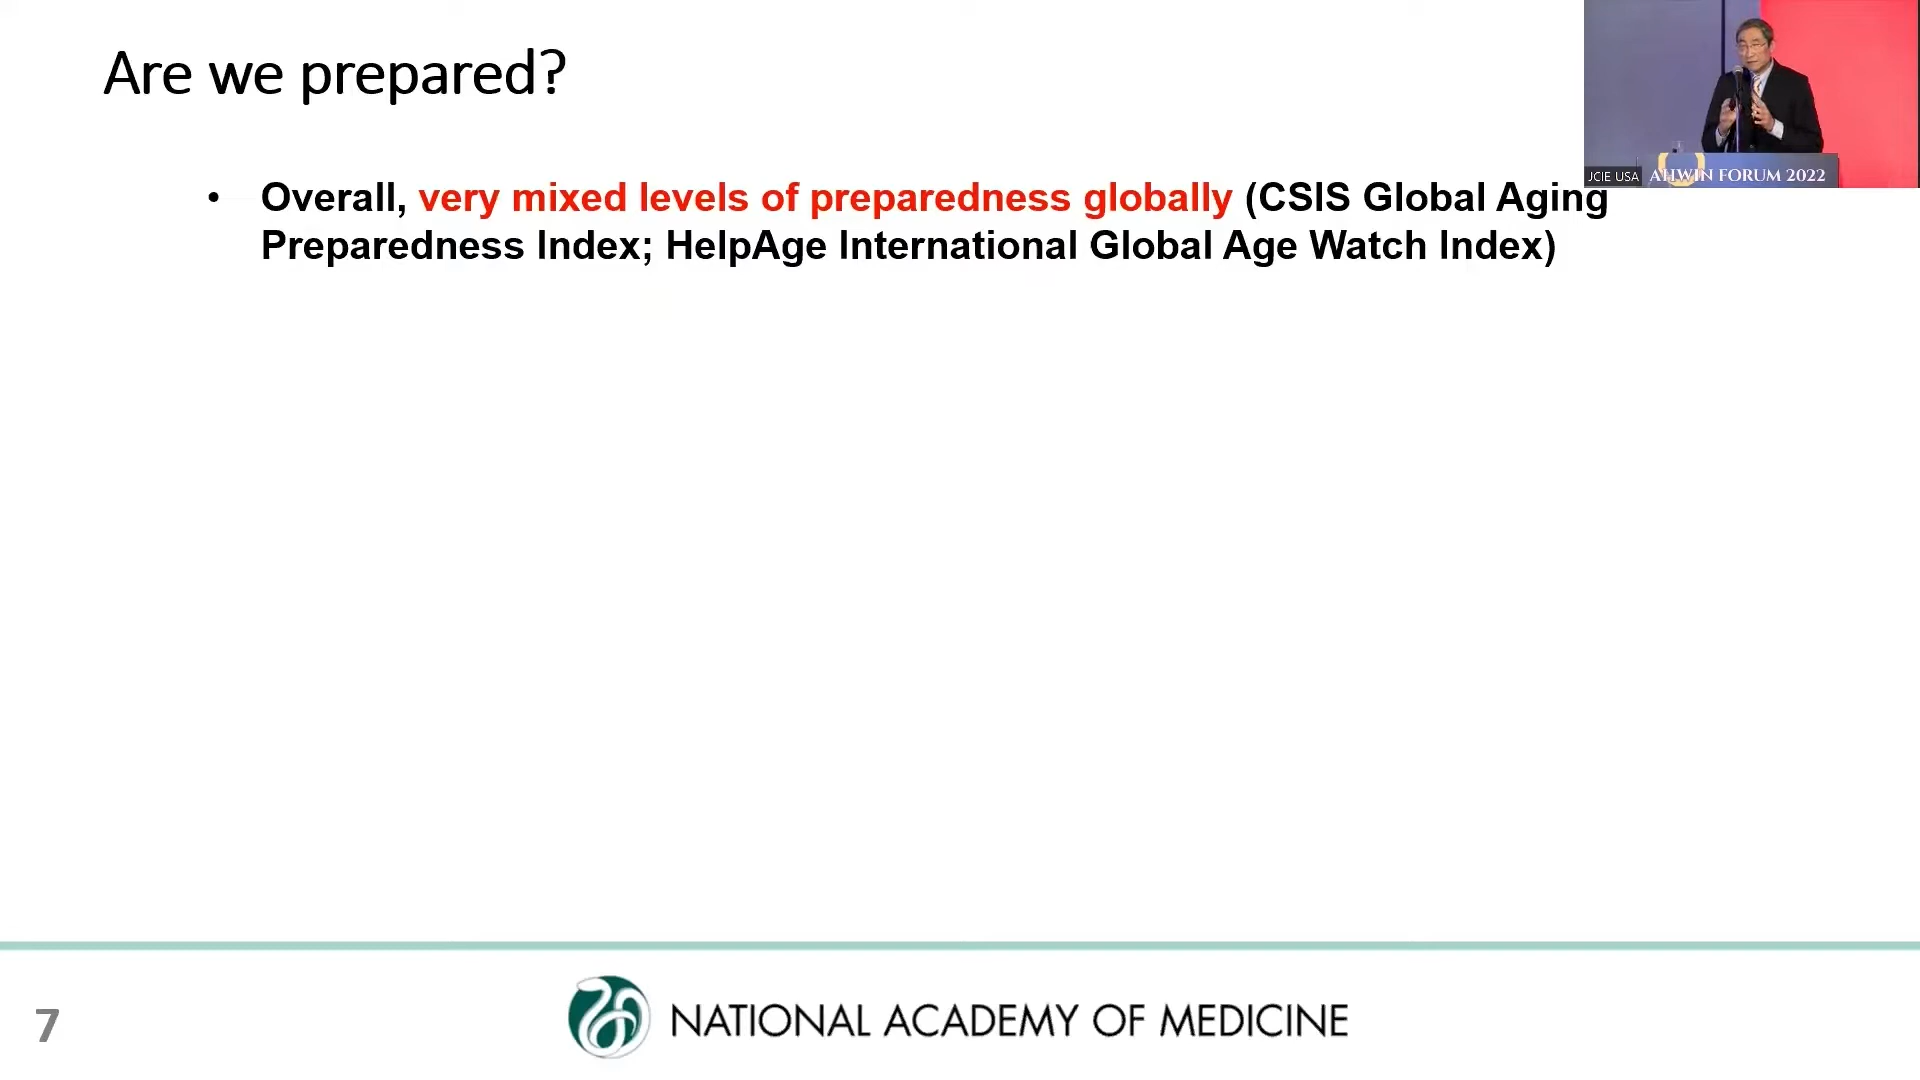 Are we prepared?
JCIE USA
AHWIN FORUM 2022
• Overall, very mixed levels of preparedness globally (CSIS Global Aging
Preparedness Index; HelpAge International Global Age Watch Index)
7
NATIONAL ACADEMY OF MEDICINE